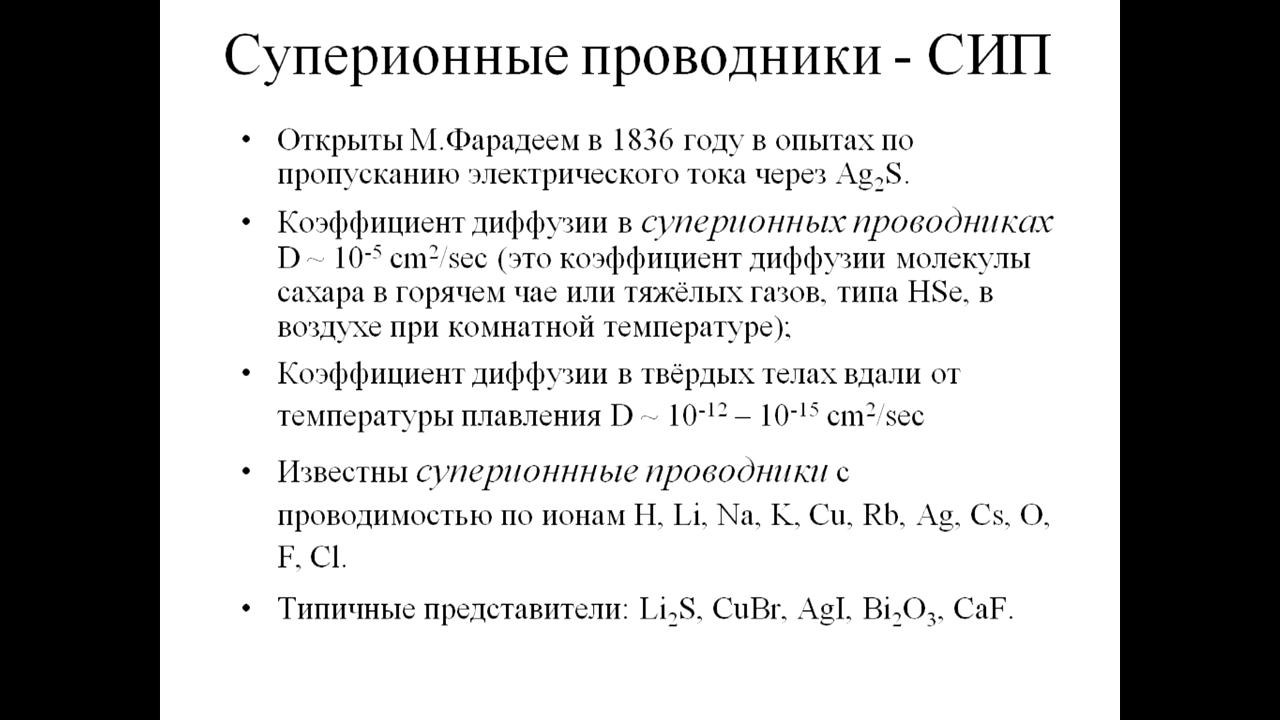 Суперионные проводники - СИП
• Открыты М.Фарадеем в 1836 году в опытах по
пропусканию электрического тока через Ag₂S.
• Коэффициент диффузии в суперионных проводниках
D ~ 10⁻⁵ cm²/sec (это коэффициент диффузии молекулы
сахара в горячем чае или тяжёлых газов, типа HSe, в
воздухе при комнатной температуре);
• Коэффициент диффузии в твёрдых телах вдали от
температуры плавления D ~ 10⁻¹² – 10⁻¹⁵ cm²/sec
• Известны суперионнные проводники с
проводимостью по ионам H, Li, Na, K, Cu, Rb, Ag, Cs, O,
F, Cl.
• Типичные представители: Li₂S, CuBr, AgI, Bi₂O₃, CaF.